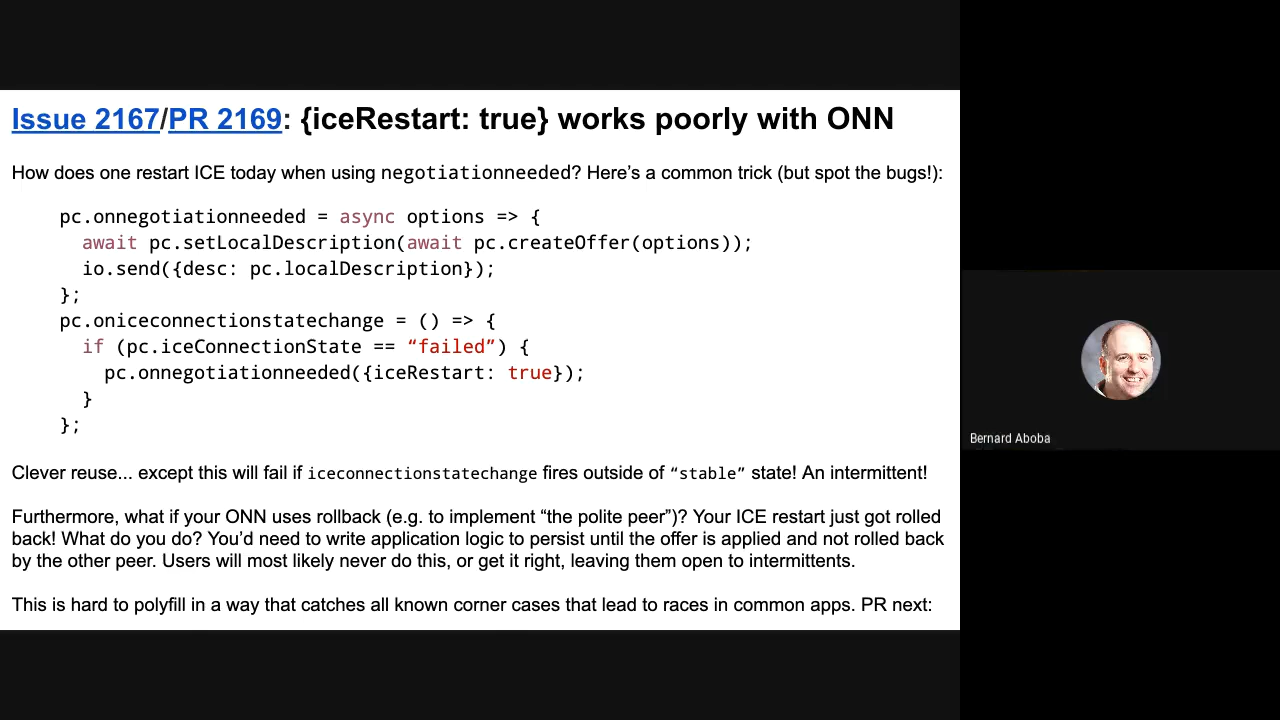 Issue 2167/PR 2169: {iceRestart: true} works poorly with ONN
How does one restart ICE today when using negotiationneeded? Here’s a common trick (but spot the bugs!):
pc.onnegotiationneeded = async options => {
await pc.setLocalDescription(await pc.createOffer(options));
io.send({desc: pc.localDescription});
};
pc.oniceconnectionstatechange = () => {
if (pc.iceConnectionState == “failed”) {
pc.onnegotiationneeded({iceRestart: true});
}
};
Clever reuse... except this will fail if iceconnectionstatechange fires outside of “stable” state! An intermittent!
Furthermore, what if your ONN uses rollback (e.g. to implement “the polite peer”)? Your ICE restart just got rolled
back! What do you do? You’d need to write application logic to persist until the offer is applied and not rolled back
by the other peer. Users will most likely never do this, or get it right, leaving them open to intermittents.
This is hard to polyfill in a way that catches all known corner cases that lead to races in common apps. PR next:
Bernard Aboba